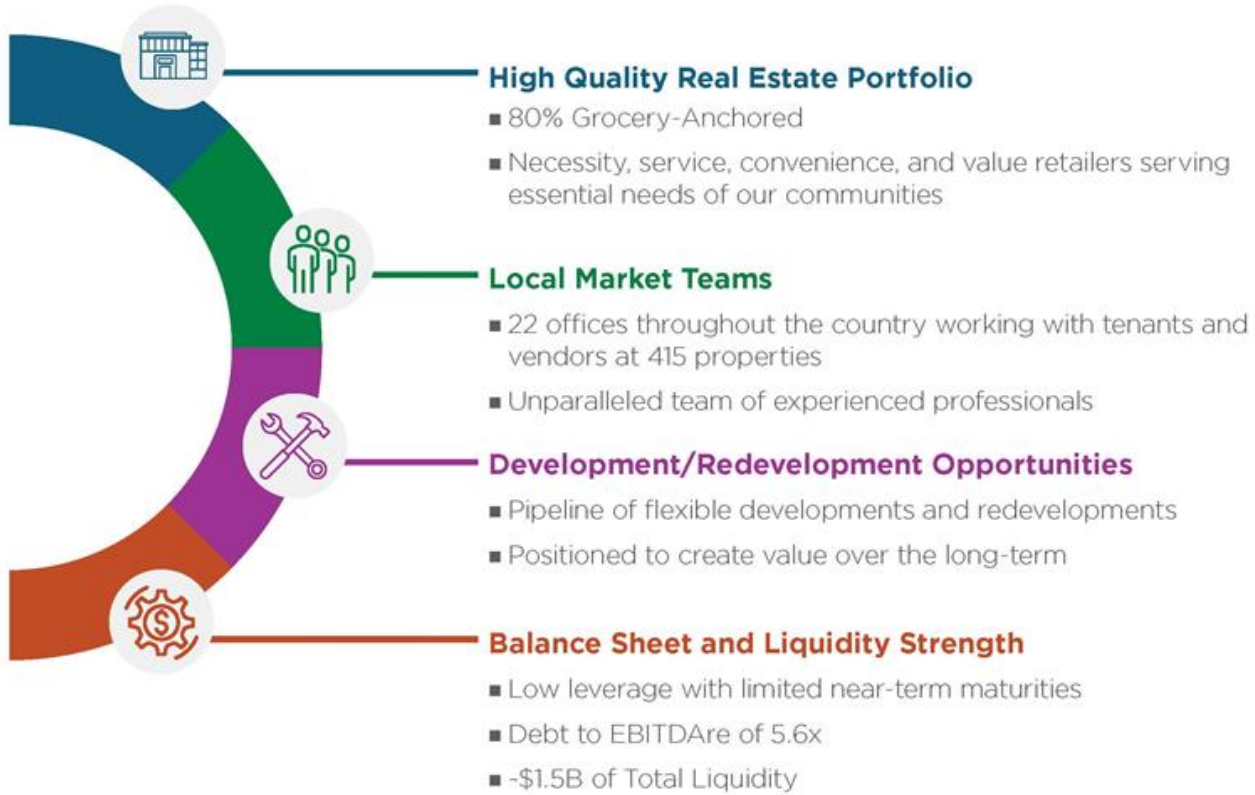 High Quality Real Estate Portfolio
▪ 80% Grocery-Anchored
▪ Necessity, service, convenience, and value retailers serving
essential needs of our communities
Local Market Teams
▪ 22 offices throughout the country working with tenants and
vendors at 415 properties
▪ Unparalleled team of experienced professionals
Development/Redevelopment Opportunities
▪ Pipeline of flexible developments and redevelopments
▪ Positioned to create value over the long-term
Balance Sheet and Liquidity Strength
▪ Low leverage with limited near-term maturities
▪ Debt to EBITDAre of 5.6x
▪ ~$1.5B of Total Liquidity
$